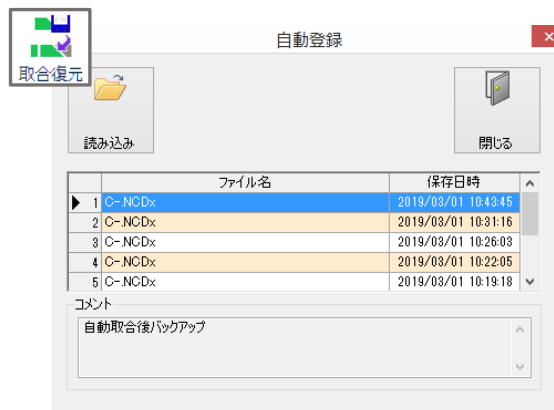 取合復元
自動登録
読み込み
閉じる
ファイル名 保存日時
1 C-.NCDx 2019/03/01 10:43:45
2 C-.NCDx 2019/03/01 10:31:16
3 C-.NCDx 2019/03/01 10:26:03
4 C-.NCDx 2019/03/01 10:22:05
5 C-.NCDx 2019/03/01 10:19:18
コメント
自動取合後バックアップ